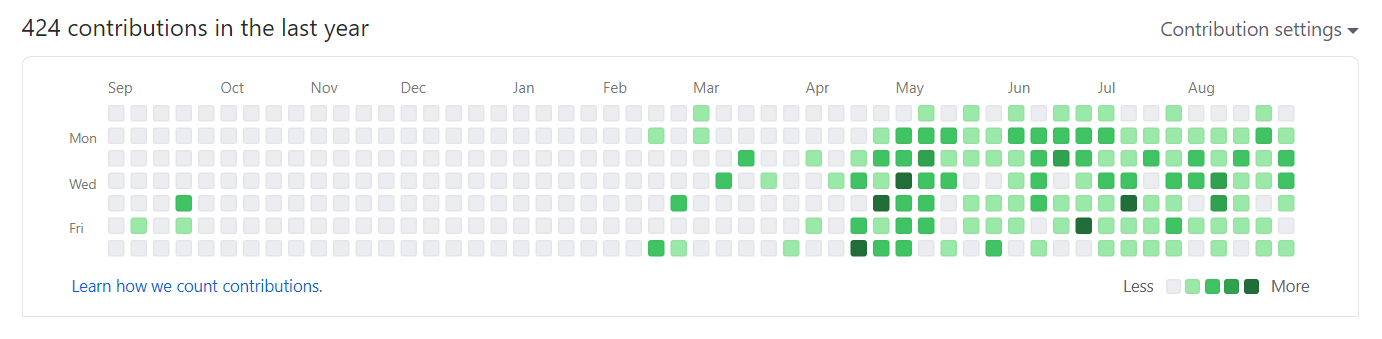 424 contributions in the last year
Contribution settings
Sep Oct Nov Dec Jan Feb Mar Apr May Jun Jul Aug
Mon
Wed
Fri
Learn how we count contributions.
Less More